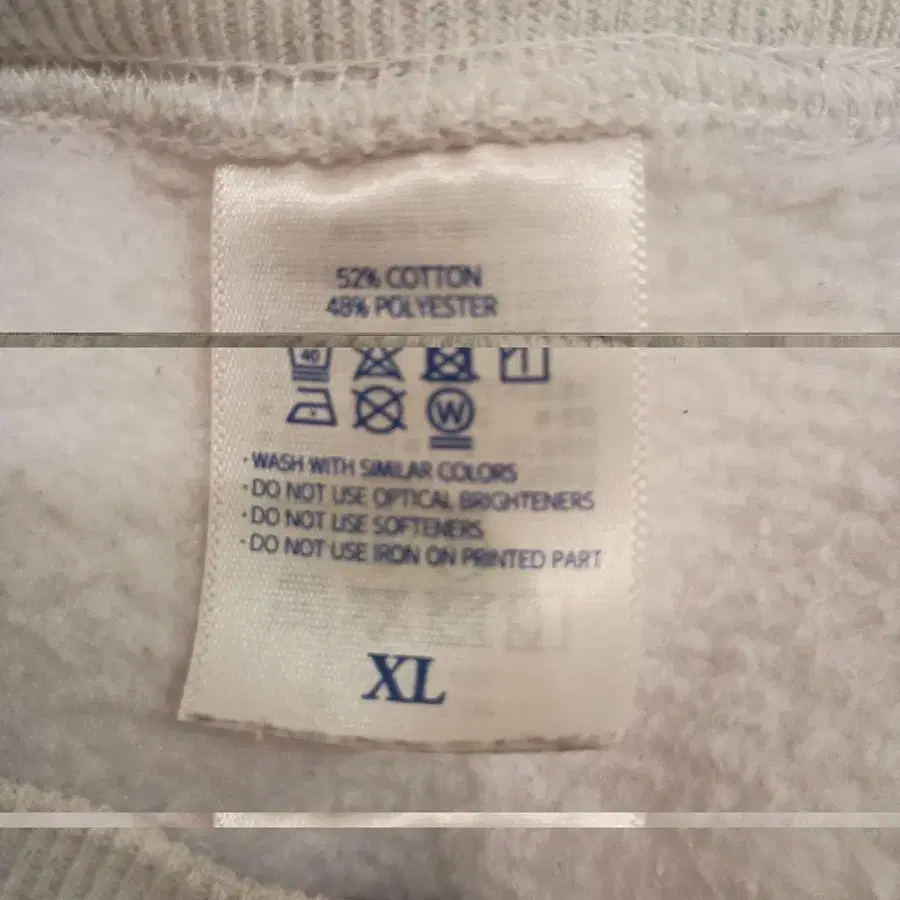 52% COTTON
48% POLYESTER
40
W
· WASH WITH SIMILAR COLORS
· DO NOT USE OPTICAL BRIGHTENERS
· DO NOT USE SOFTENERS
· DO NOT USE IRON ON PRINTED PART
XL